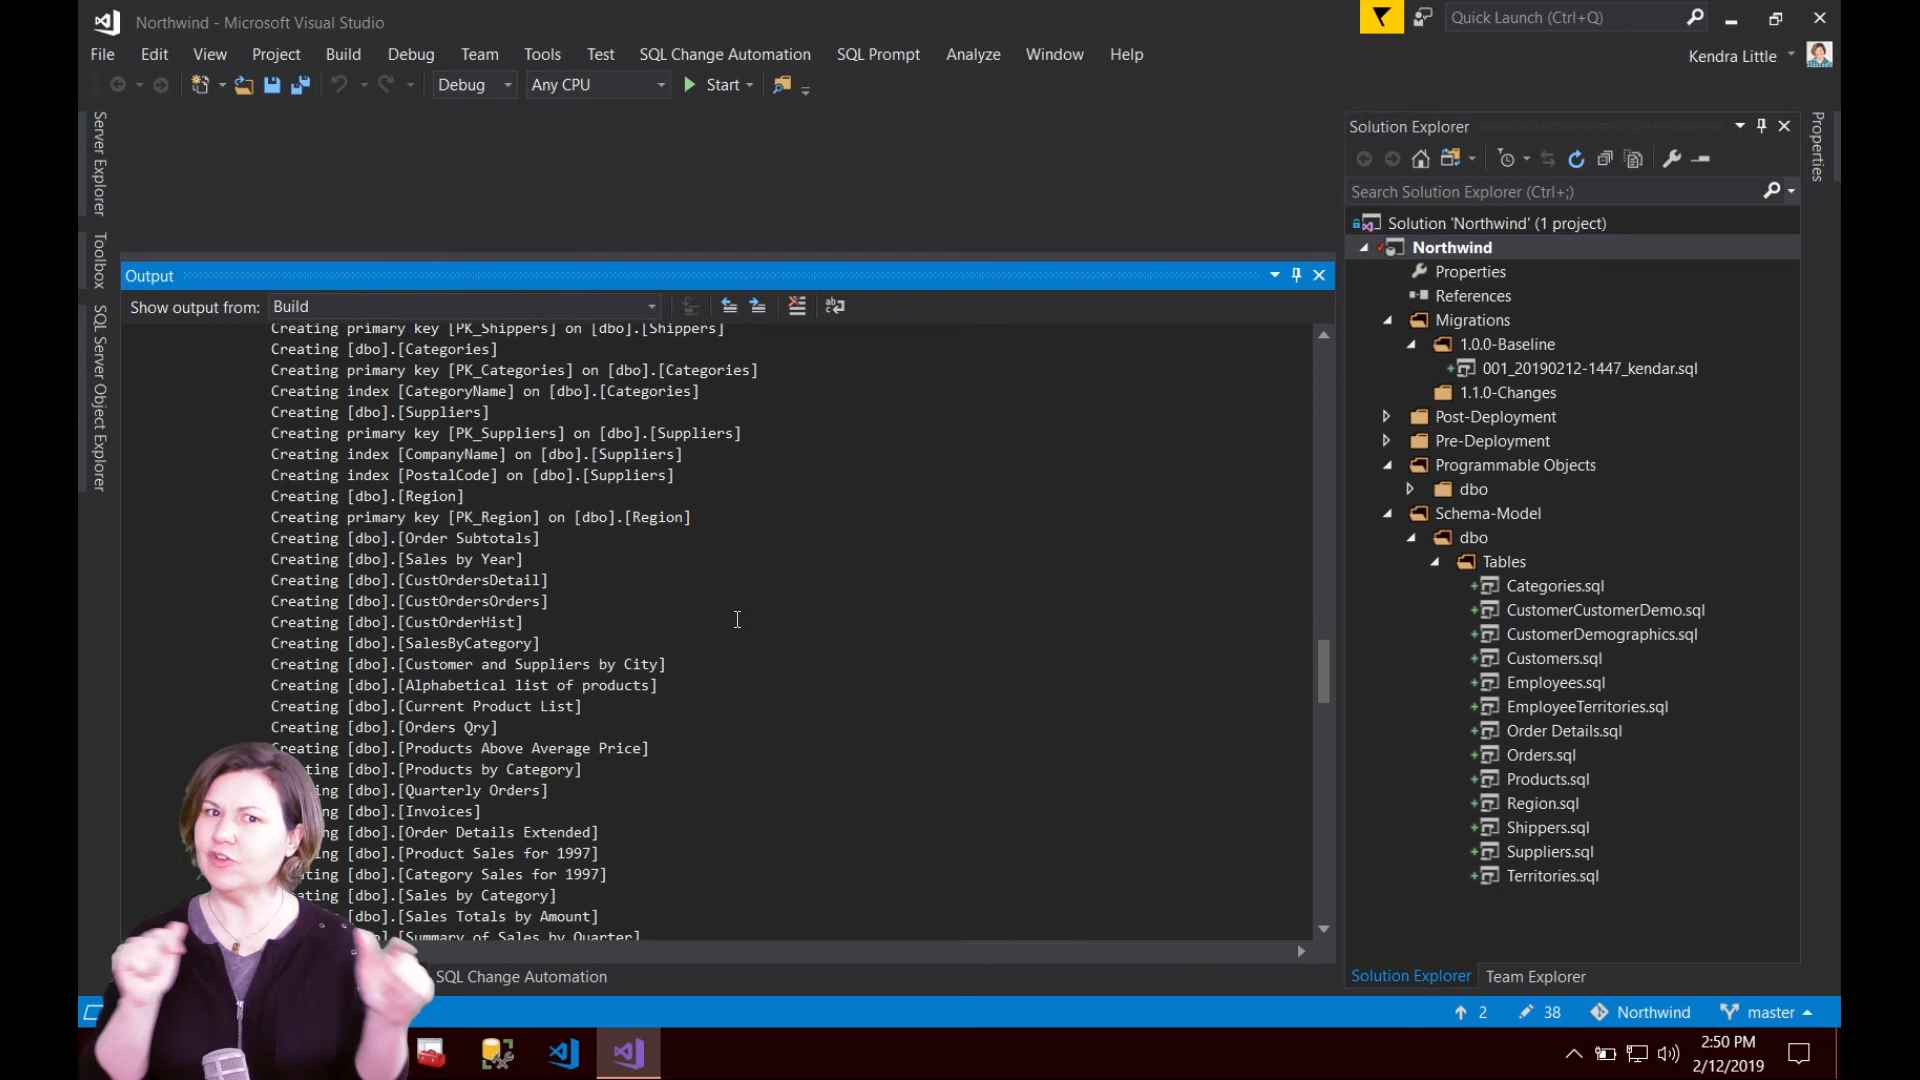 Northwind - Microsoft Visual Studio
Quick Launch (Ctrl+Q)
File Edit View Project Build Debug Team Tools Test SQL Change Automation SQL Prompt Analyze Window Help
Kendra Little
Debug Any CPU Start
Server Explorer
Toolbox
SQL Server Object Explorer
Output
Show output from: Build
Creating primary key [PK_Shippers] on [dbo].[Shippers]
Creating [dbo].[Categories]
Creating primary key [PK_Categories] on [dbo].[Categories]
Creating index [CategoryName] on [dbo].[Categories]
Creating [dbo].[Suppliers]
Creating primary key [PK_Suppliers] on [dbo].[Suppliers]
Creating index [CompanyName] on [dbo].[Suppliers]
Creating index [PostalCode] on [dbo].[Suppliers]
Creating [dbo].[Region]
Creating primary key [PK_Region] on [dbo].[Region]
Creating [dbo].[Order Subtotals]
Creating [dbo].[Sales by Year]
Creating [dbo].[CustOrdersDetail]
Creating [dbo].[CustOrdersOrders]
Creating [dbo].[CustOrderHist]
Creating [dbo].[SalesByCategory]
Creating [dbo].[Customer and Suppliers by City]
Creating [dbo].[Alphabetical list of products]
Creating [dbo].[Current Product List]
Creating [dbo].[Orders Qry]
Creating [dbo].[Products Above Average Price]
ting [dbo].[Products by Category]
ting [dbo].[Quarterly Orders]
ng [dbo].[Invoices]
ng [dbo].[Order Details Extended]
ng [dbo].[Product Sales for 1997]
ating [dbo].[Category Sales for 1997]
ting [dbo].[Sales by Category]
[dbo].[Sales Totals by Amount]
o].[Summary of Sales by Quarter]
SQL Change Automation
Solution Explorer
Search Solution Explorer (Ctrl+;)
Solution 'Northwind' (1 project)
Northwind
Properties
References
Migrations
1.0.0-Baseline
001_20190212-1447_kendar.sql
1.1.0-Changes
Post-Deployment
Pre-Deployment
Programmable Objects
dbo
Schema-Model
dbo
Tables
Categories.sql
CustomerCustomerDemo.sql
CustomerDemographics.sql
Customers.sql
Employees.sql
EmployeeTerritories.sql
Order Details.sql
Orders.sql
Products.sql
Region.sql
Shippers.sql
Suppliers.sql
Territories.sql
Solution Explorer Team Explorer
Properties
2 38 Northwind master
2:50 PM
2/12/2019